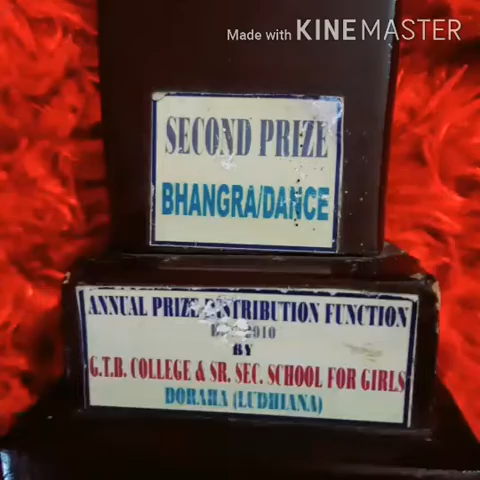 Made with KINEMASTER
SECOND PRIZE
BHANGRA/DANCE
ANNUAL PRIZE DISTRIBUTION FUNCTION
2010
BY
G.T.B. COLLEGE & SR. SEC. SCHOOL FOR GIRLS
DORAHA (LUDHIANA)